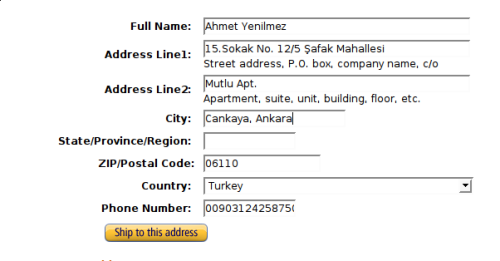 Full Name: Ahmet Yenilmez
Address Line1: 15.Sokak No. 12/5 Şafak Mahallesi
Street address, P.O. box, company name, c/o
Address Line2: Mutlu Apt.
Apartment, suite, unit, building, floor, etc.
City: Cankaya, Ankara
State/Province/Region:
ZIP/Postal Code: 06110
Country: Turkey
Phone Number:
Ship to this address